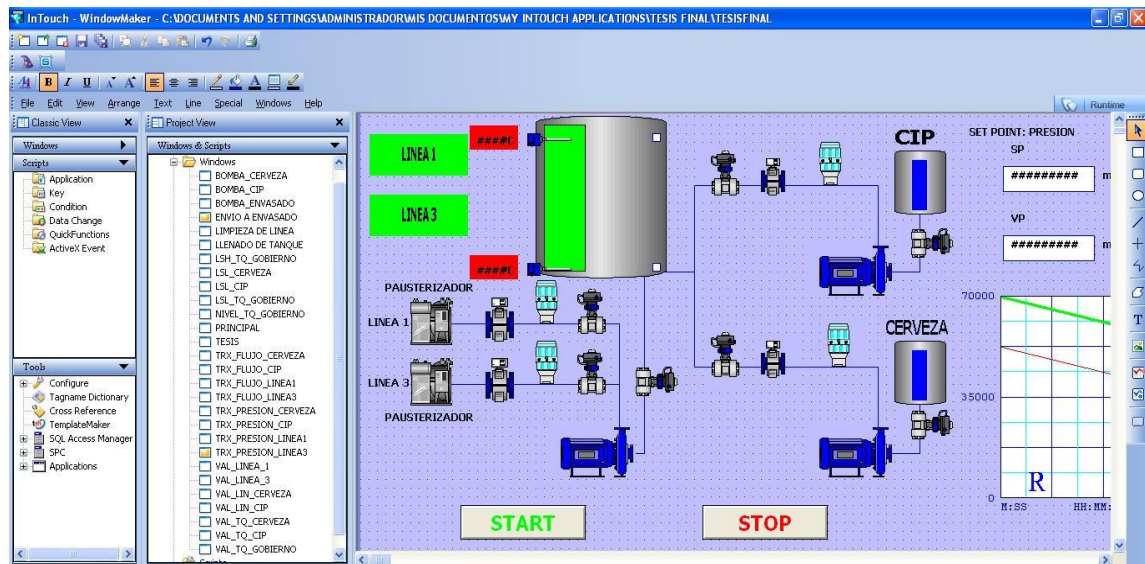 InTouch - WindowMaker - C:\DOCUMENTS AND SETTINGS\ADMINISTRADOR\MIS DOCUMENTOS\MY INTOUCH APPLICATIONS\TESIS FINAL\TESISFINAL
File Edit View Arrange Text Line Special Windows Help
Runtime
Classic View
Windows
Scripts
Application
Key
Condition
Data Change
QuickFunctions
ActiveX Event
Tools
Configure
Tagname Dictionary
Cross Reference
TemplateMaker
SQL Access Manager
SPC
Applications
Project View
Windows & Scripts
Windows
BOMBA_CERVEZA
BOMBA_CIP
BOMBA_ENVASADO
ENVIO A ENVASADO
LIMPIEZA DE LINEA
LLENADO DE TANQUE
LSH_TQ_GOBIERNO
LSL_CERVEZA
LSL_CIP
LSL_TQ_GOBIERNO
NIVEL_TQ_GOBIERNO
PRINCIPAL
TESIS
TRX_FLUJO_CERVEZA
TRX_FLUJO_CIP
TRX_FLUJO_LINEA1
TRX_FLUJO_LINEA3
TRX_PRESION_CERVEZA
TRX_PRESION_CIP
TRX_PRESION_LINEA1
TRX_PRESION_LINEA3
VAL_LINEA_1
VAL_LINEA_3
VAL_LIN_CERVEZA
VAL_LIN_CIP
VAL_TQ_CERVEZA
VAL_TQ_CIP
VAL_TQ_GOBIERNO
Scripts
LINEA 1
LINEA 3
####C
####C
PAUSTERIZADOR
LINEA 1
LINEA 3
PAUSTERIZADOR
START
STOP
CIP
CERVEZA
SET POINT: PRESION
SP
######### m
VP
######### m
70000
35000
0
R
M:SS
HH:MM: